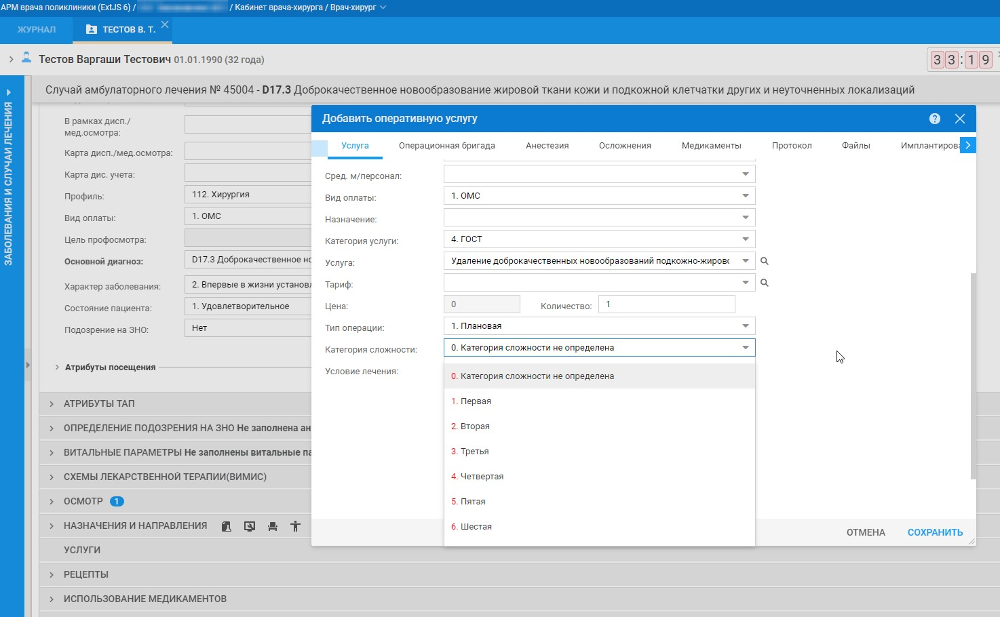 АРМ врача поликлиники (ExtJS 6) / / Кабинет врача-хирурга / Врач-хирург
ЖУРНАЛ
ТЕСТОВ В. Т.
Тестов Варгаши Тестович 01.01.1990 (32 года)
33:19
Случай амбулаторного лечения № 45004 - D17.3 Доброкачественное новообразование жировой ткани кожи и подкожной клетчатки других и неуточненных локализаций
ЗАБОЛЕВАНИЯ И СЛУЧАИ ЛЕЧЕНИЯ
В рамках дисп./
мед.осмотра:
Карта дисп./мед.осмотра:
Карта дис. учета:
Профиль: 112. Хирургия
Вид оплаты: 1. ОМС
Цель профосмотра:
Основной диагноз: D17.3 Доброкачественное но
Характер заболевания: 2. Впервые в жизни установл
Состояние пациента: 1. Удовлетворительное
Подозрение на ЗНО: Нет
Атрибуты посещения
АТРИБУТЫ ТАП
ОПРЕДЕЛЕНИЕ ПОДОЗРЕНИЯ НА ЗНО Не заполнена ан
ВИТАЛЬНЫЕ ПАРАМЕТРЫ Не заполнены витальные па
СХЕМЫ ЛЕКАРСТВЕННОЙ ТЕРАПИИ(ВИМИС)
ОСМОТР 1
НАЗНАЧЕНИЯ И НАПРАВЛЕНИЯ
УСЛУГИ
РЕЦЕПТЫ
ИСПОЛЬЗОВАНИЕ МЕДИКАМЕНТОВ
Добавить оперативную услугу
Услуга Операционная бригада Анестезия Осложнения Медикаменты Протокол Файлы Имплантирова
Сред. м/персонал:
Вид оплаты: 1. ОМС
Назначение:
Категория услуги: 4. ГОСТ
Услуга: Удаление доброкачественных новообразований подкожно-жирово
Тариф:
Цена: 0 Количество: 1
Тип операции: 1. Плановая
Категория сложности: 0. Категория сложности не определена
Условие лечения:
0. Категория сложности не определена
1. Первая
2. Вторая
3. Третья
4. Четвертая
5. Пятая
6. Шестая
ОТМЕНА СОХРАНИТЬ